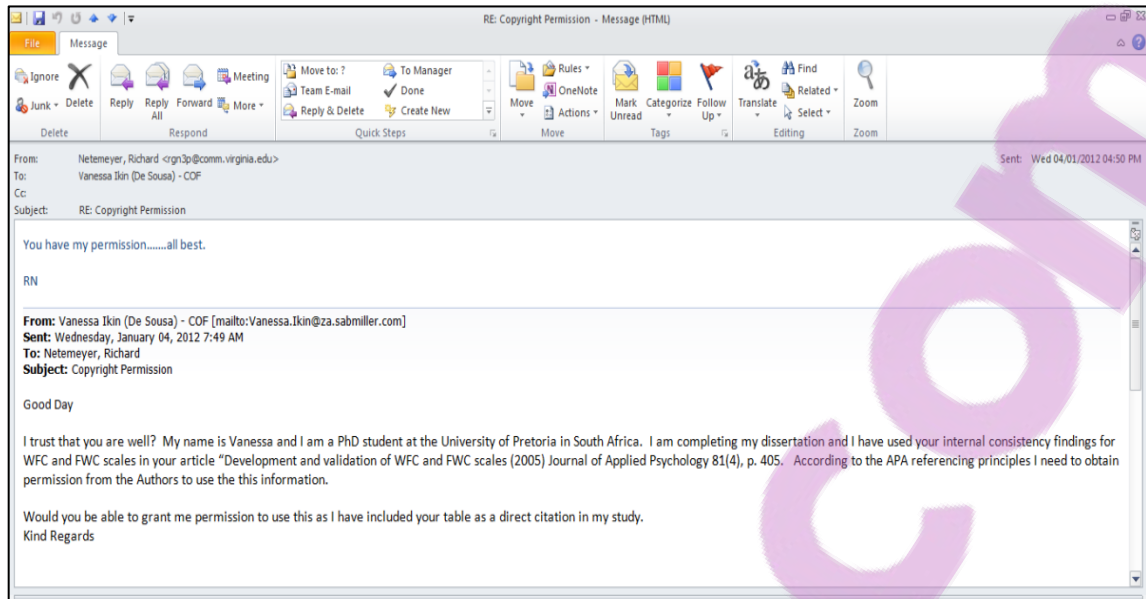 RE: Copyright Permission - Message (HTML)
File Message
Ignore
Junk
Delete
Reply
Reply All
Forward
Meeting
More
Move to: ?
Team E-mail
Reply & Delete
To Manager
Done
Create New
Move
Rules
OneNote
Actions
Mark Unread
Categorize
Follow Up
Translate
Find
Related
Select
Zoom
Delete Respond Quick Steps Move Tags Editing Zoom
From: Netemeyer, Richard <rgn3p@comm.virginia.edu> Sent: Wed 04/01/2012 04:50 PM
To: Vanessa Ikin (De Sousa) - COF
Cc:
Subject: RE: Copyright Permission
You have my permission.......all best.
RN
From: Vanessa Ikin (De Sousa) - COF [mailto:Vanessa.Ikin@za.sabmiller.com]
Sent: Wednesday, January 04, 2012 7:49 AM
To: Netemeyer, Richard
Subject: Copyright Permission
Good Day
I trust that you are well? My name is Vanessa and I am a PhD student at the University of Pretoria in South Africa. I am completing my dissertation and I have used your internal consistency findings for
WFC and FWC scales in your article “Development and validation of WFC and FWC scales (2005) Journal of Applied Psychology 81(4), p. 405. According to the APA referencing principles I need to obtain
permission from the Authors to use the this information.
Would you be able to grant me permission to use this as I have included your table as a direct citation in my study.
Kind Regards
com